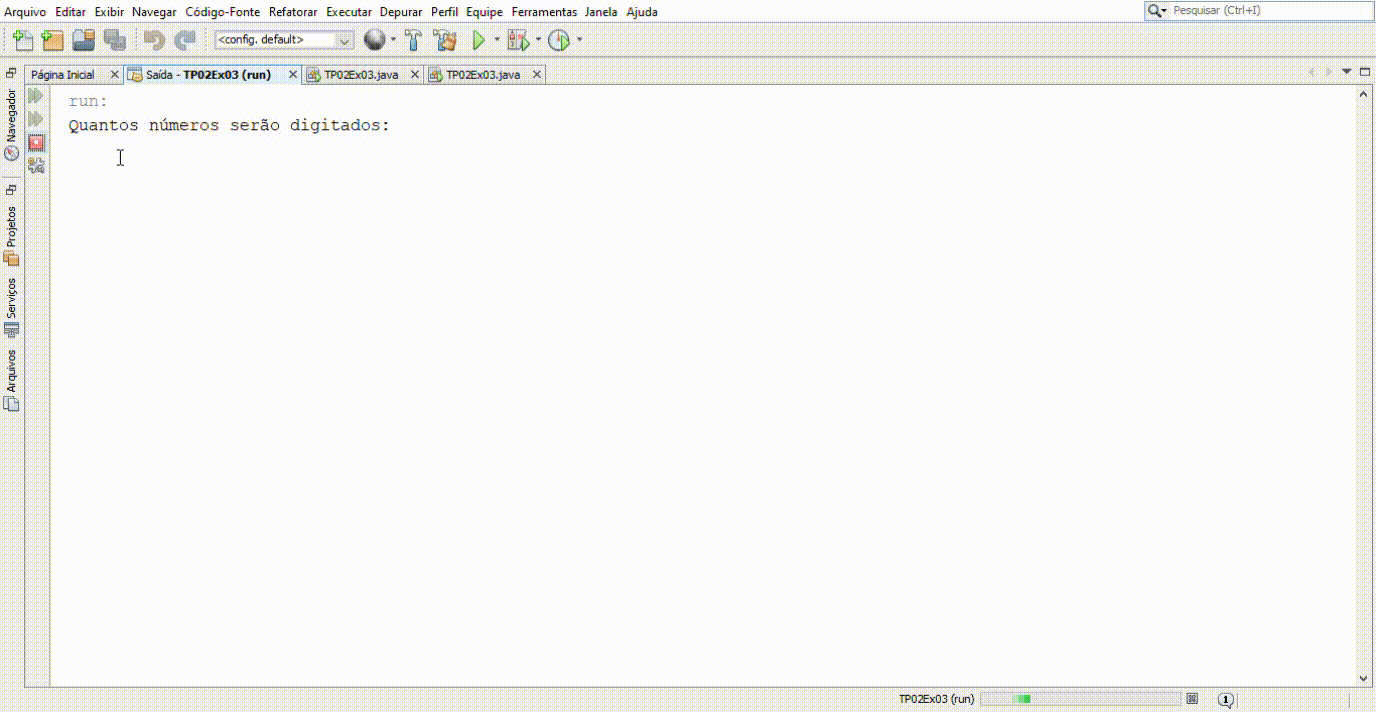 Arquivo Editar Exibir Navegar Código-Fonte Refatorar Executar Depurar Perfil Equipe Ferramentas Janela Ajuda
Pesquisar (Ctrl+I)
<config. default>
Página Inicial
Saída - TP02Ex03 (run)
TP02Ex03.java
TP02Ex03.java
Navegador
Projetos
Serviços
Arquivos
run:
Quantos números serão digitados:
TP02Ex03 (run)
1